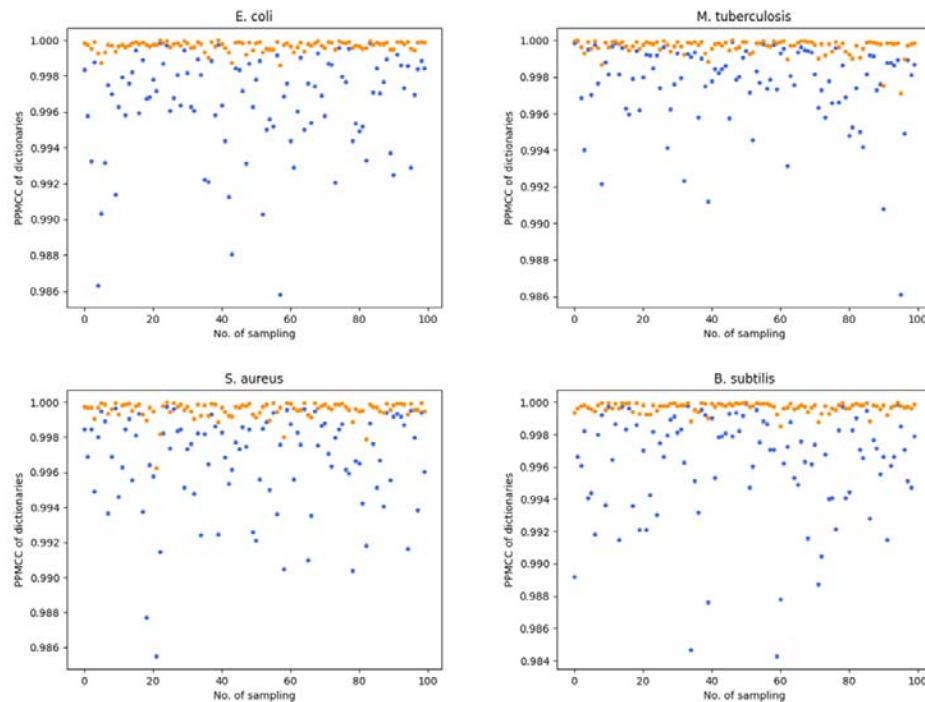 E. coli
PPMCC of dictionaries
1.000
0.998
0.996
0.994
0.992
0.990
0.988
0.986
0 20 40 60 80 100
No. of sampling
M. tuberculosis
PPMCC of dictionaries
1.000
0.998
0.996
0.994
0.992
0.990
0.988
0.986
0 20 40 60 80 100
No. of sampling
S. aureus
PPMCC of dictionaries
1.000
0.998
0.996
0.994
0.992
0.990
0.988
0.986
0 20 40 60 80 100
No. of sampling
B. subtilis
PPMCC of dictionaries
1.000
0.998
0.996
0.994
0.992
0.990
0.988
0.986
0.984
0 20 40 60 80 100
No. of sampling